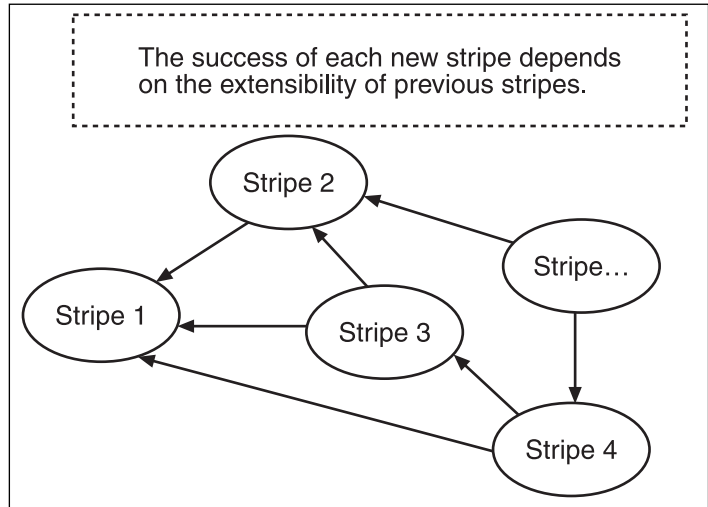 The success of each new stripe depends
on the extensibility of previous stripes.
Stripe 2
Stripe…
Stripe 1
Stripe 3
Stripe 4